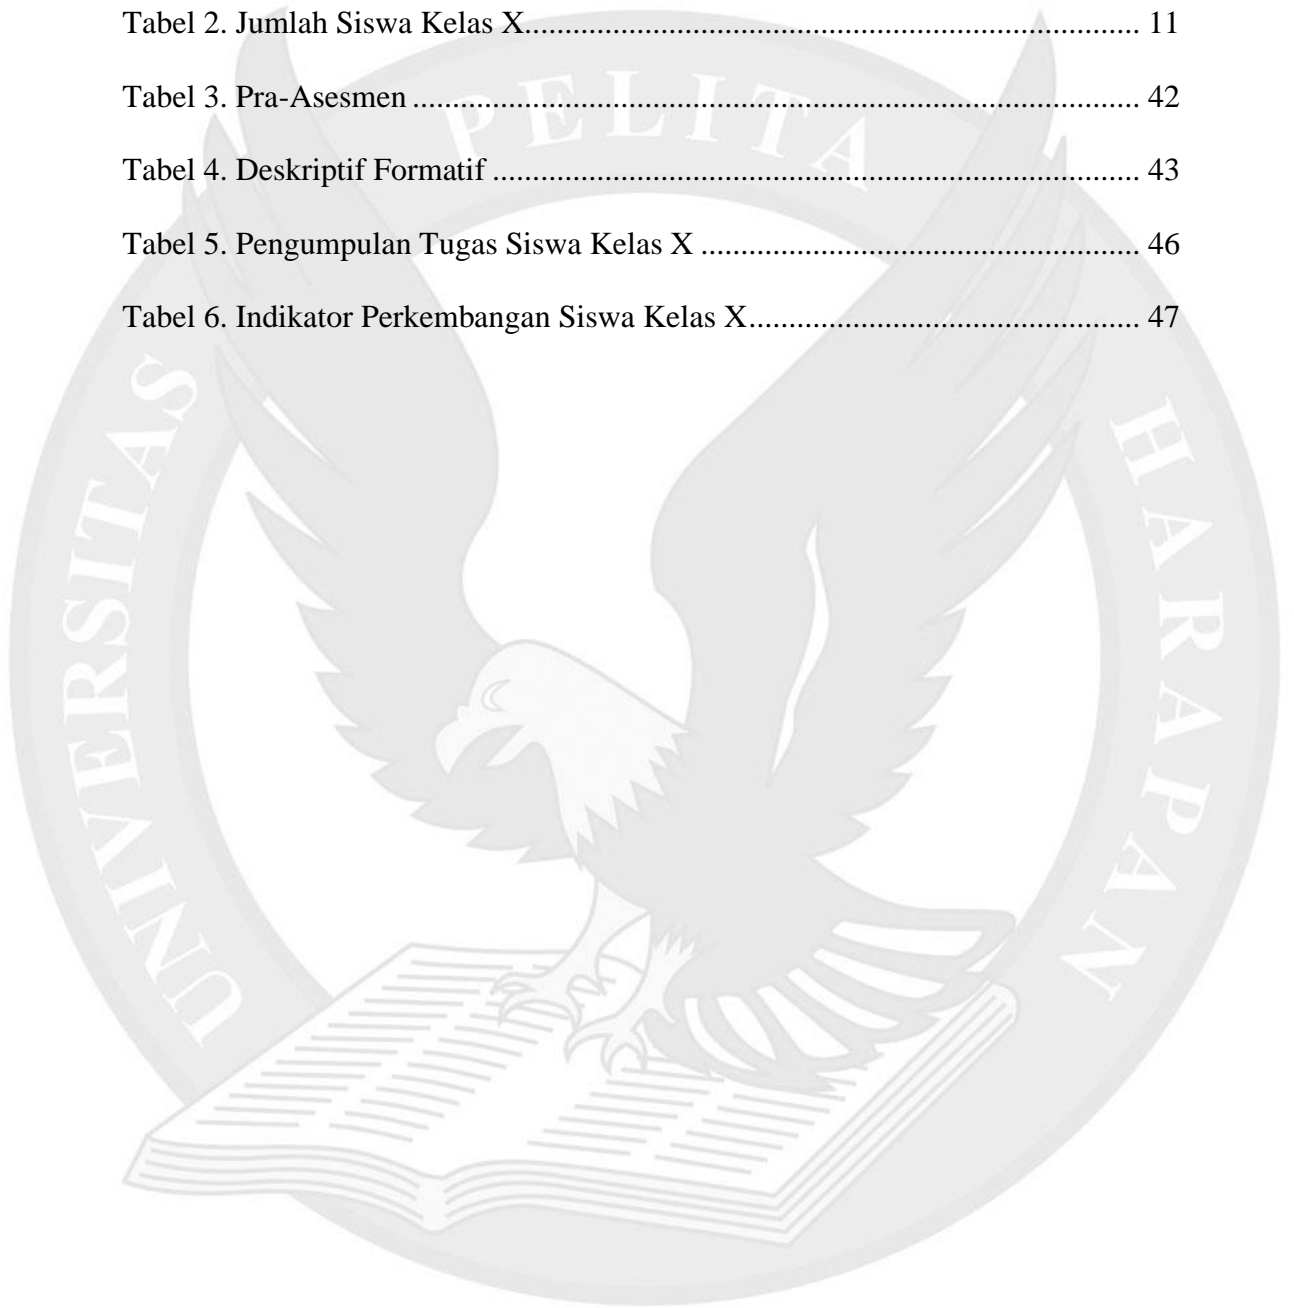 Tabel 2. Jumlah Siswa Kelas X............................................................................. 11
Tabel 3. Pra-Asesmen ........................................................................................... 42
Tabel 4. Deskriptif Formatif ................................................................................. 43
Tabel 5. Pengumpulan Tugas Siswa Kelas X ....................................................... 46
Tabel 6. Indikator Perkembangan Siswa Kelas X................................................. 47
UNIVERSITAS PELITA HARAPAN